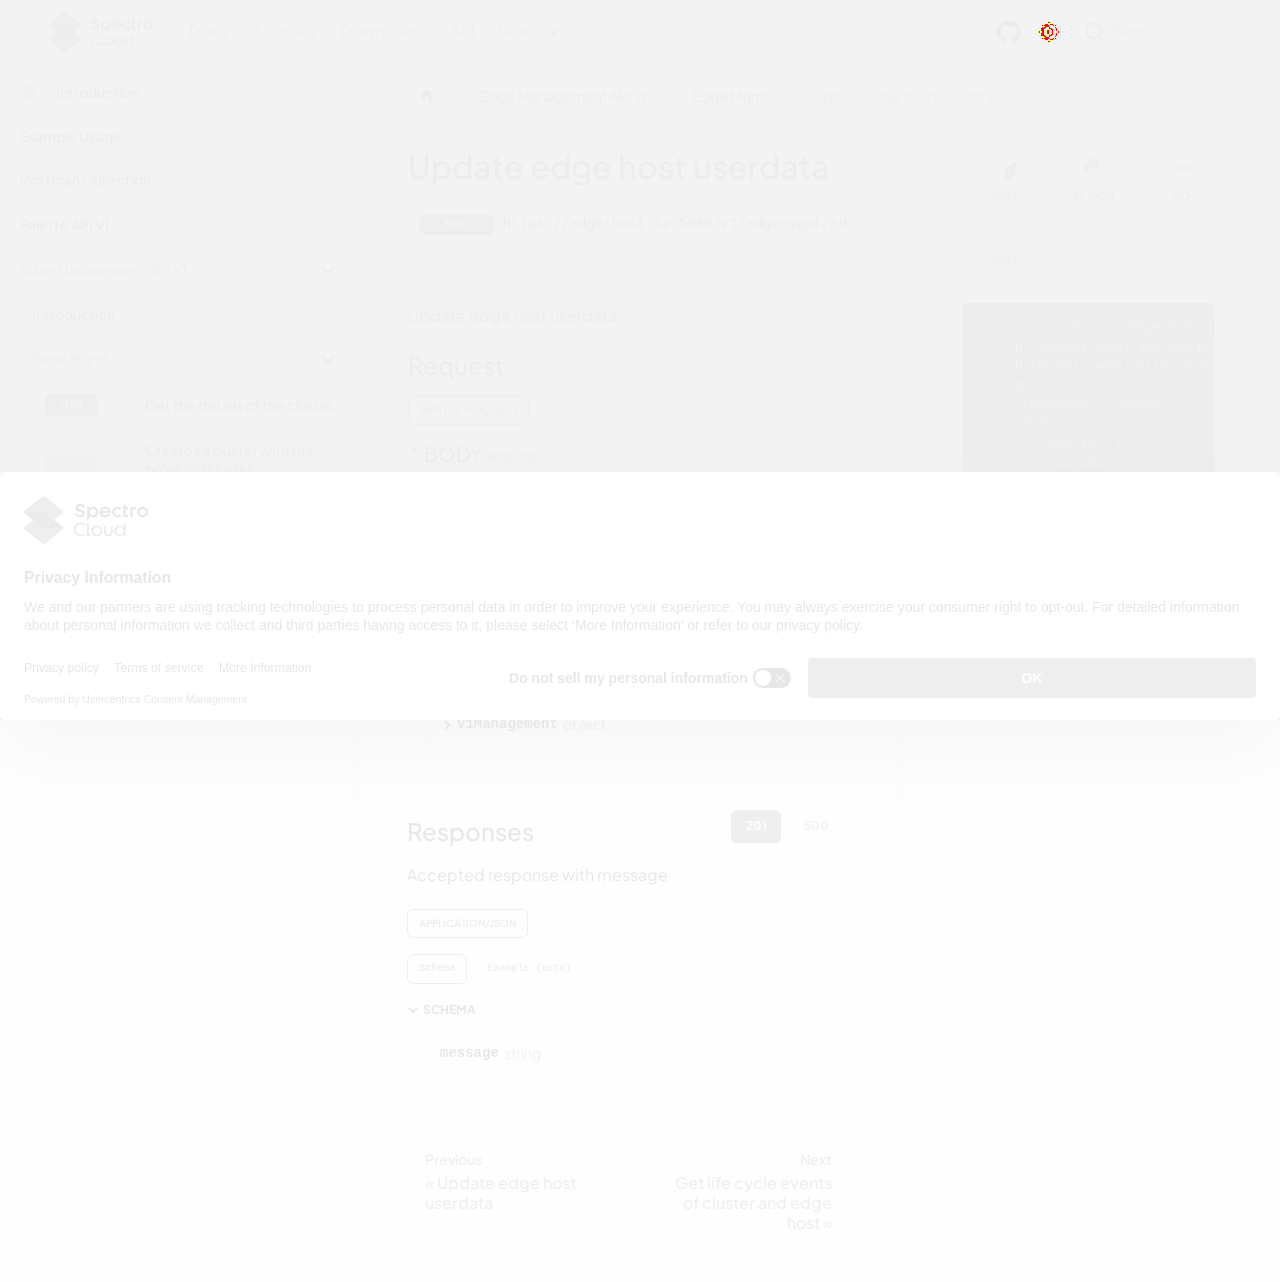 Spectro
Cloud
Docs Tutorials Downloads API latest
Search
Introduction
Edge Management API V1 Edge Mgmt Update edge host userdata
Example Usage
Update edge host userdata
Postman Collection
CURL PYTHON GO
Palette API V1
https://edge-host-ip:5080/v1/edge-mgmt/ed
CURL
Edge Management API V1
Introduction
Update edge host userdata
Edge Mgmt
Request
GET Get the details of the cluster.
APPLICATION/JSON
Creates a cluster with the
provided cluster
BODY
Spectro
Cloud
Privacy Information
We and our partners are using tracking technologies to process personal data in order to improve your experience. You may always exercise your consumer right to opt-out. For detailed information
about personal information we collect and third parties having access to it, please select 'More Information' or refer to our privacy policy.
Privacy policy Terms of service More Information
Do not sell my personal information
OK
Powered by Usercentrics Consent Management
V1Management object
Responses
201 500
Accepted response with message
APPLICATION/JSON
Schema Example (auto)
SCHEMA
message string
Previous
« Update edge host
userdata
Next
Get life cycle events
of cluster and edge
host »